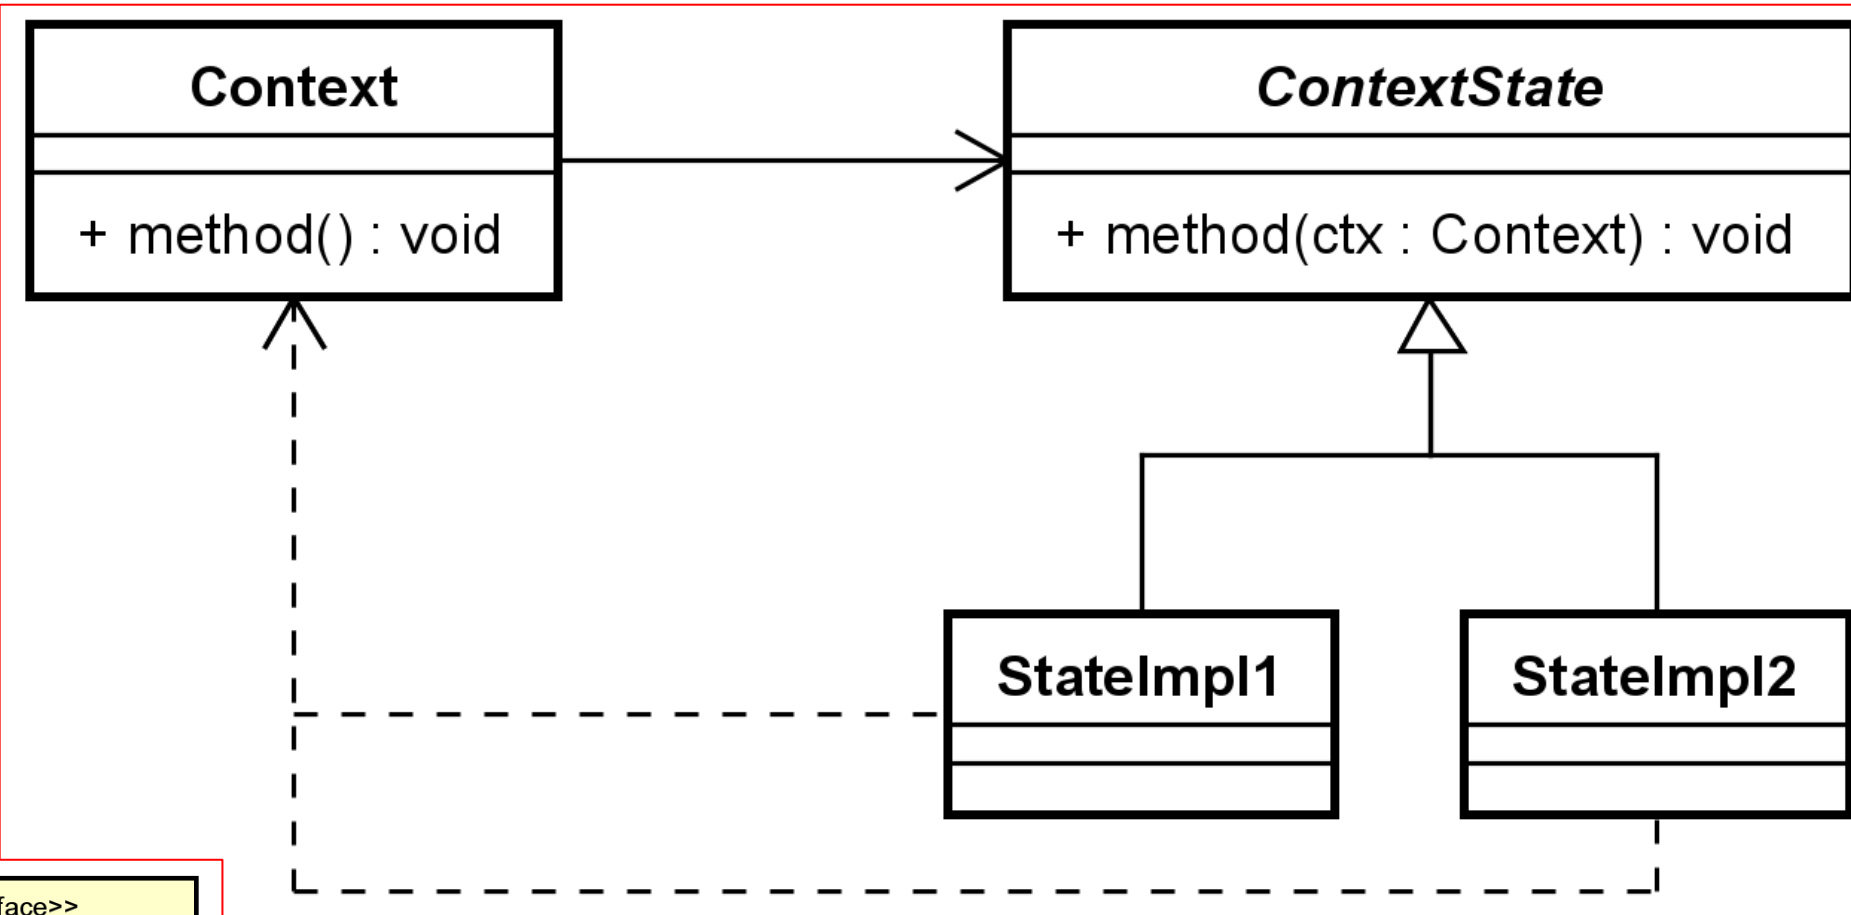 Context
+ method() : void
ContextState
+ method(ctx : Context) : void
StateImpl1
StateImpl2
face>>